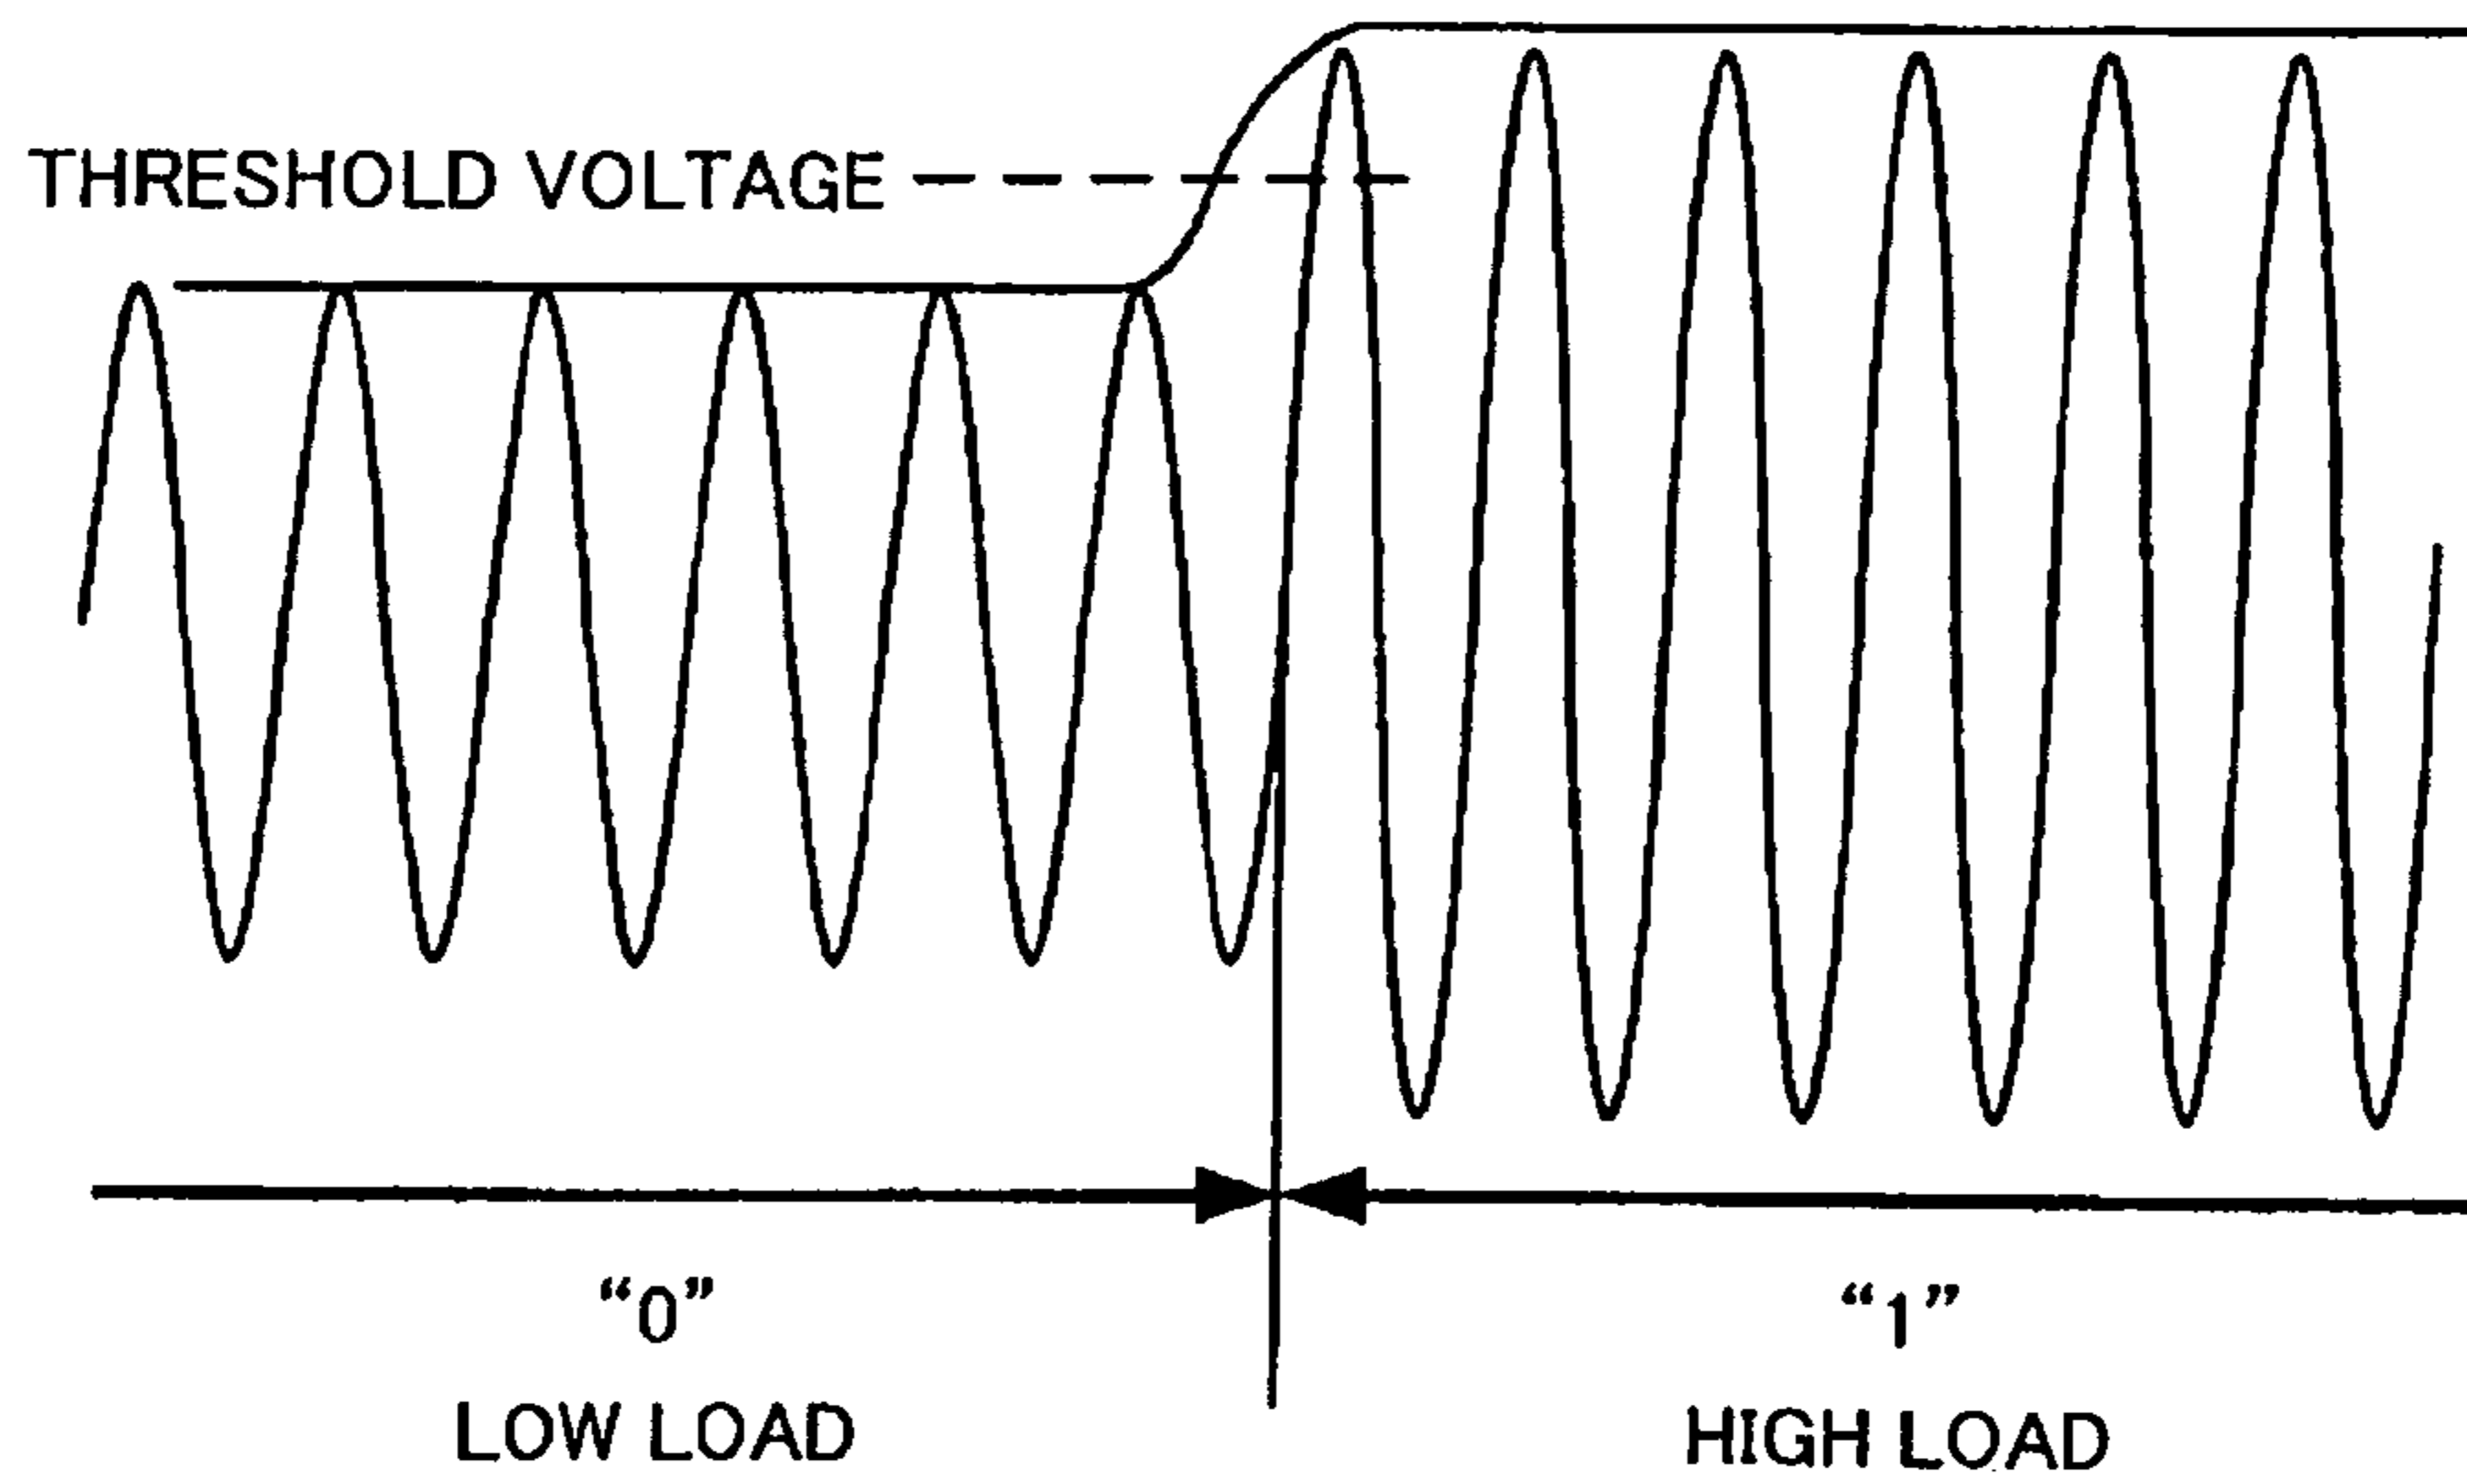 THRESHOLD VOLTAGE
“0”
“1”
LOW LOAD
HIGH LOAD